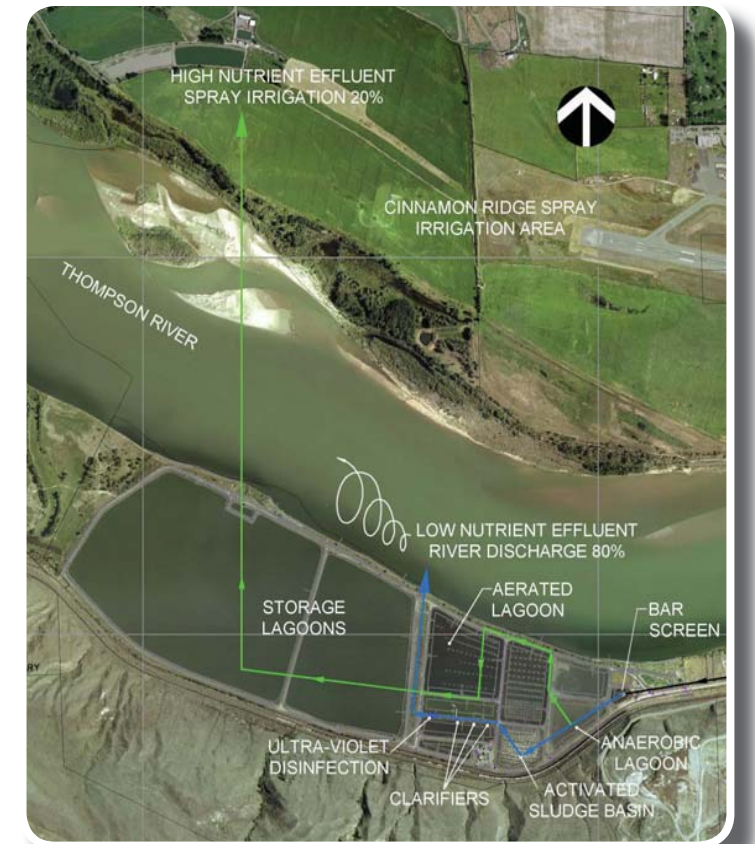 HIGH NUTRIENT EFFLUENT
SPRAY IRRIGATION 20%
CINNAMON RIDGE SPRAY
IRRIGATION AREA
THOMPSON RIVER
LOW NUTRIENT EFFLUENT
RIVER DISCHARGE 80%
AERATED
LAGOON
BAR
SCREEN
STORAGE
LAGOONS
RY
ULTRA-VIOLET
DISINFECTION
ANAEROBIC
LAGOON
CLARIFIERS
ACTIVATED
SLUDGE BASIN